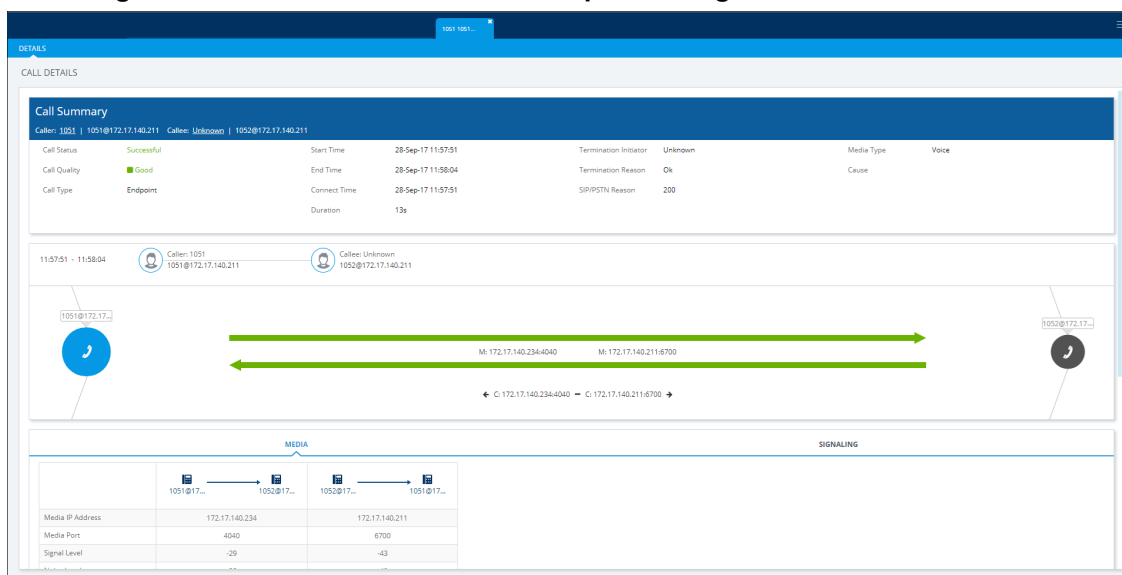 1051 1051...
DETAILS
CALL DETAILS
Call Summary
Caller: 1051 | 1051@172.17.140.211 Callee: Unknown | 1052@172.17.140.211
Call Status Successful Start Time 28-Sep-17 11:57:51 Termination Initiator Unknown Media Type Voice
Call Quality Good End Time 28-Sep-17 11:58:04 Termination Reason Ok Cause
Call Type Endpoint Connect Time 28-Sep-17 11:57:51 SIP/PSTN Reason 200
Duration 13s
11:57:51 - 11:58:04 Caller: 1051 Callee: Unknown
1051@172.17.140.211 1052@172.17.140.211
1051@172.17...
1052@172.17...
M: 172.17.140.234:4040 M: 172.17.140.211:6700
← C: 172.17.140.234:4040 – C: 172.17.140.211:6700 →
MEDIA SIGNALING
1051@17... 1052@17... 1052@17... 1051@17...
Media IP Address 172.17.140.234 172.17.140.211
Media Port 4040 6700
Signal Level -29 -43